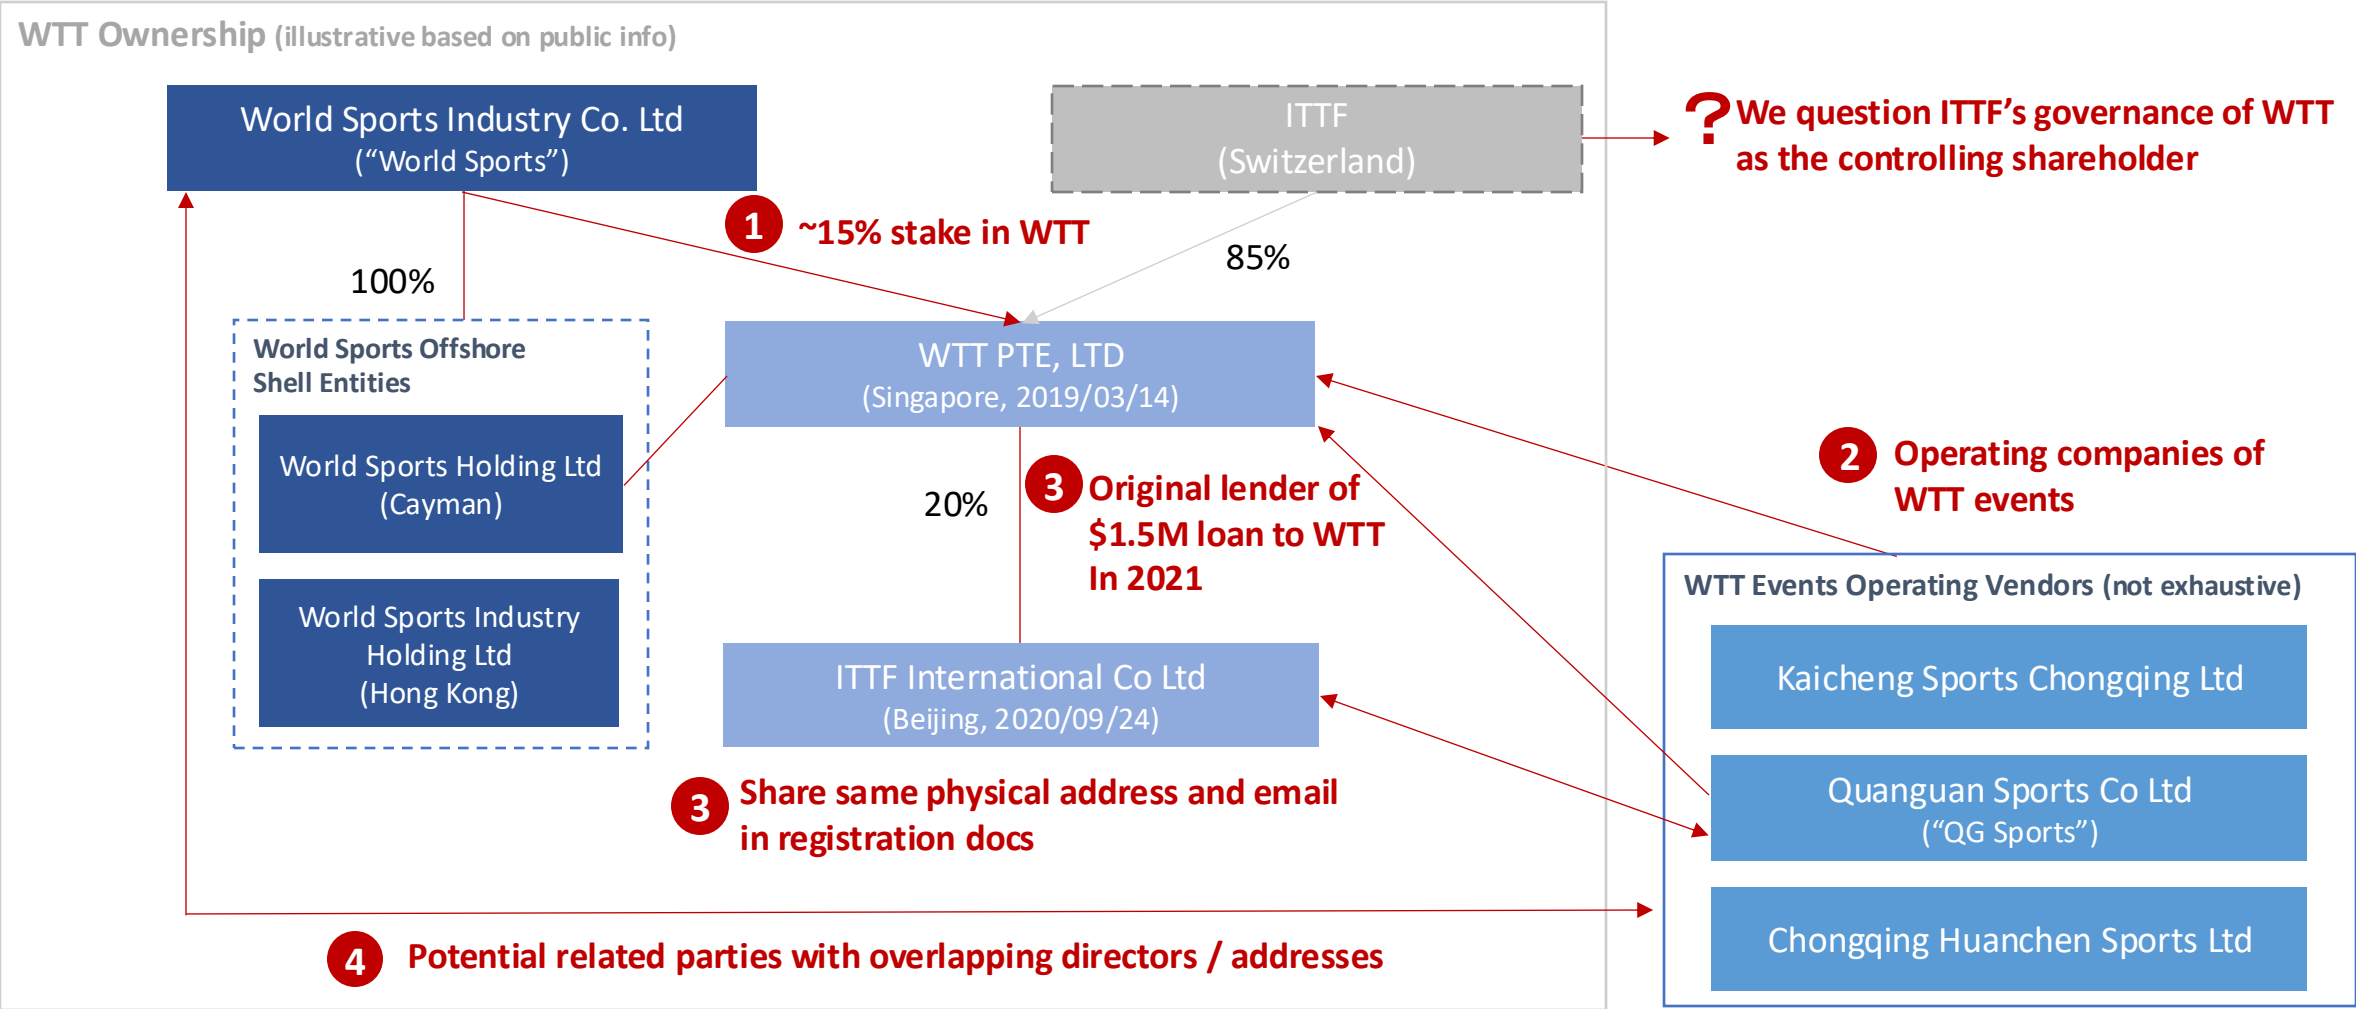 WTT Ownership (illustrative based on public info)
World Sports Industry Co. Ltd
(“World Sports”)
ITTF
(Switzerland)
? We question ITTF’s governance of WTT
as the controlling shareholder
1 ~15% stake in WTT
85%
100%
World Sports Offshore
Shell Entities
World Sports Holding Ltd
(Cayman)
World Sports Industry
Holding Ltd
(Hong Kong)
WTT PTE, LTD
(Singapore, 2019/03/14)
20%
3 Original lender of
$1.5M loan to WTT
In 2021
2 Operating companies of
WTT events
ITTF International Co Ltd
(Beijing, 2020/09/24)
WTT Events Operating Vendors (not exhaustive)
Kaicheng Sports Chongqing Ltd
Quanguan Sports Co Ltd
(“QG Sports”)
Chongqing Huanchen Sports Ltd
3 Share same physical address and email
in registration docs
4 Potential related parties with overlapping directors / addresses